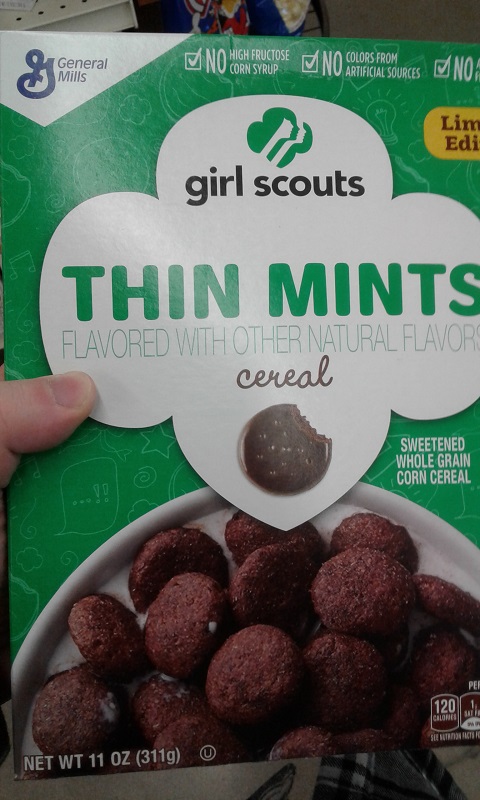 General
Mills
NO HIGH FRUCTOSE
CORN SYRUP
NO COLORS FROM
ARTIFICIAL SOURCES
NO
girl scouts
THIN MINTS
FLAVORED WITH OTHER NATURAL FLAVORS
cereal
SWEETENED
WHOLE GRAIN
CORN CEREAL
120
CALORIES
NET WT 11 OZ (311g)
U